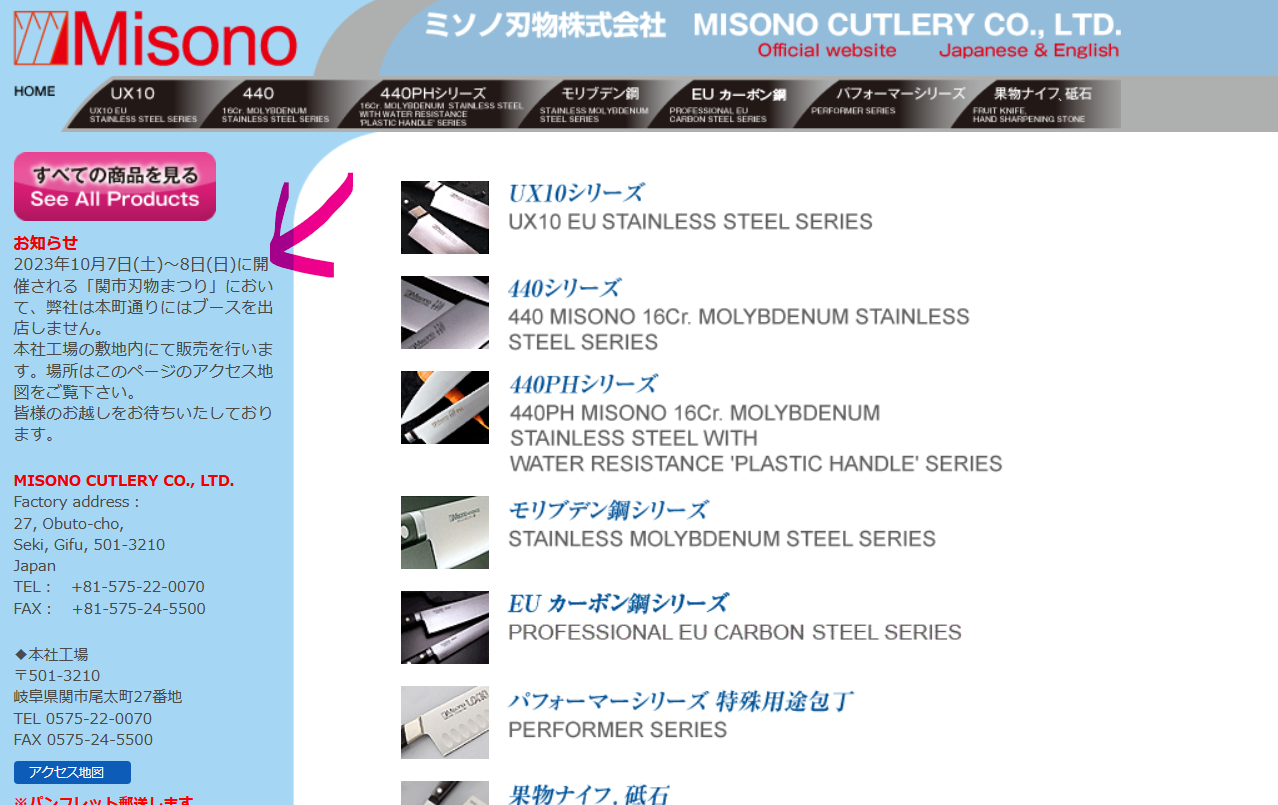 Misono
ミソノ刃物株式会社 MISONO CUTLERY CO., LTD.
Official website Japanese & English
HOME
UX10
UX10 EU
STAINLESS STEEL SERIES
440
16Cr. MOLYBDENUM
STAINLESS STEEL SERIES
440PHシリーズ
16Cr. MOLYBDENUM STAINLESS STEEL
WITH WATER RESISTANCE
'PLASTIC HANDLE' SERIES
モリブデン鋼
STAINLESS MOLYBDENUM
STEEL SERIES
EU カーボン鋼
PROFESSIONAL EU
CARBON STEEL SERIES
パフォーマーシリーズ
PERFORMER SERIES
果物ナイフ, 砥石
FRUIT KNIFE,
HAND SHARPENING STONE
すべての商品を見る
See All Products
お知らせ
2023年10月7日(土)～8日(日)に開
催される「関市刃物まつり」におい
て、弊社は本町通りにはブースを出
店しません。
本社工場の敷地内にて販売を行いま
す。場所はこのページのアクセス地
図をご覧下さい。
皆様のお越しをお待ちいたしており
ます。
MISONO CUTLERY CO., LTD.
Factory address :
27, Obuto-cho,
Seki, Gifu, 501-3210
Japan
TEL : +81-575-22-0070
FAX : +81-575-24-5500
◆本社工場
〒501-3210
岐阜県関市尾太町27番地
TEL 0575-22-0070
FAX 0575-24-5500
アクセス地図
※パンフレット郵送します
UX10シリーズ
UX10 EU STAINLESS STEEL SERIES
440シリーズ
440 MISONO 16Cr. MOLYBDENUM STAINLESS
STEEL SERIES
440PHシリーズ
440PH MISONO 16Cr. MOLYBDENUM
STAINLESS STEEL WITH
WATER RESISTANCE 'PLASTIC HANDLE' SERIES
モリブデン鋼シリーズ
STAINLESS MOLYBDENUM STEEL SERIES
EU カーボン鋼シリーズ
PROFESSIONAL EU CARBON STEEL SERIES
パフォーマーシリーズ 特殊用途包丁
PERFORMER SERIES
果物ナイフ, 砥石